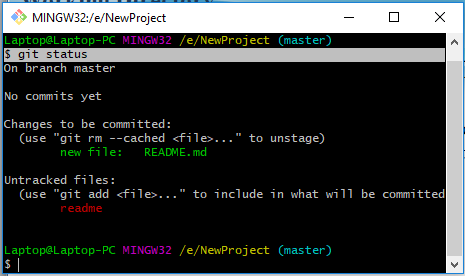 MINGW32:/e/NewProject
Laptop@Laptop-PC MINGW32 /e/NewProject (master)
$ git status
On branch master
No commits yet
Changes to be committed:
  (use "git rm --cached <file>..." to unstage)
        new file:   README.md
Untracked files:
  (use "git add <file>..." to include in what will be committed
        readme
Laptop@Laptop-PC MINGW32 /e/NewProject (master)
$